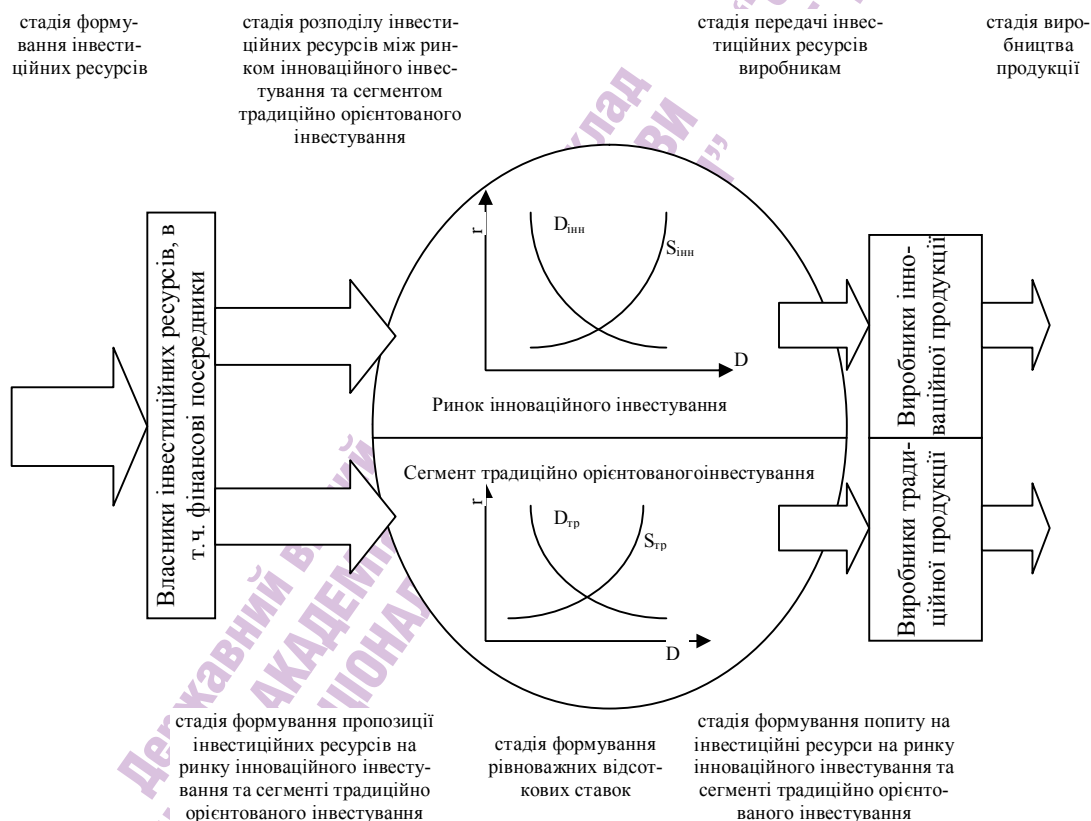 стадія форму-
вання інвести-
ційних ресурсів
стадія розподілу інвес-
тиційних ресурсів між рин-
ком інноваційного інвес-
тування та сегментом
традиційно орієнтованого
інвестування
стадія передачі інвес-
тиційних ресурсів
виробникам
стадія виро-
бництва
продукції
Власники інвестиційних ресурсів, в
т.ч. фінансові посередники
r
Dінн
Sінн
D
Ринок інноваційного інвестування
Сегмент традиційно орієнтованогоінвестування
r
Dтр
Sтр
D
Виробники інно-
ваційної продукції
Виробники тради-
ційної продукції
стадія формування пропозиції
інвестиційних ресурсів на
ринку інноваційного інвесту-
вання та сегменті традиційно
орієнтованого інвестування
стадія формування
рівноважних відсот-
кових ставок
стадія формування попиту на
інвестиційні ресурси на ринку
інноваційного інвестування та
сегменті традиційно орієнто-
ваного інвестування